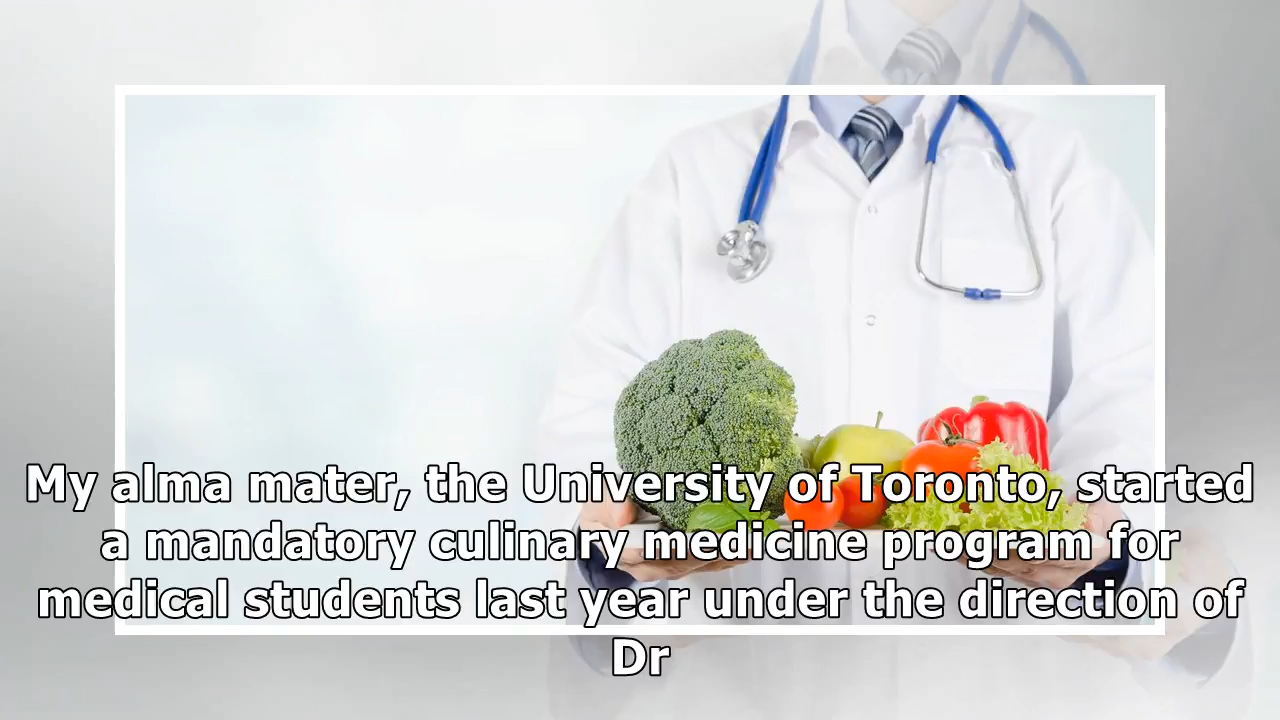 My alma mater, the University of Toronto, started
a mandatory culinary medicine program for
medical students last year under the direction of
Dr